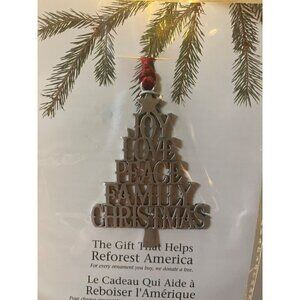 JOY
LOVE
PEACE
FAMILY
CHRISTMAS
The Gift That Helps
Reforest America
For every ornament you buy, we donate a tree.
Le Cadeau Qui Aide à
Reboiser l'Amérique